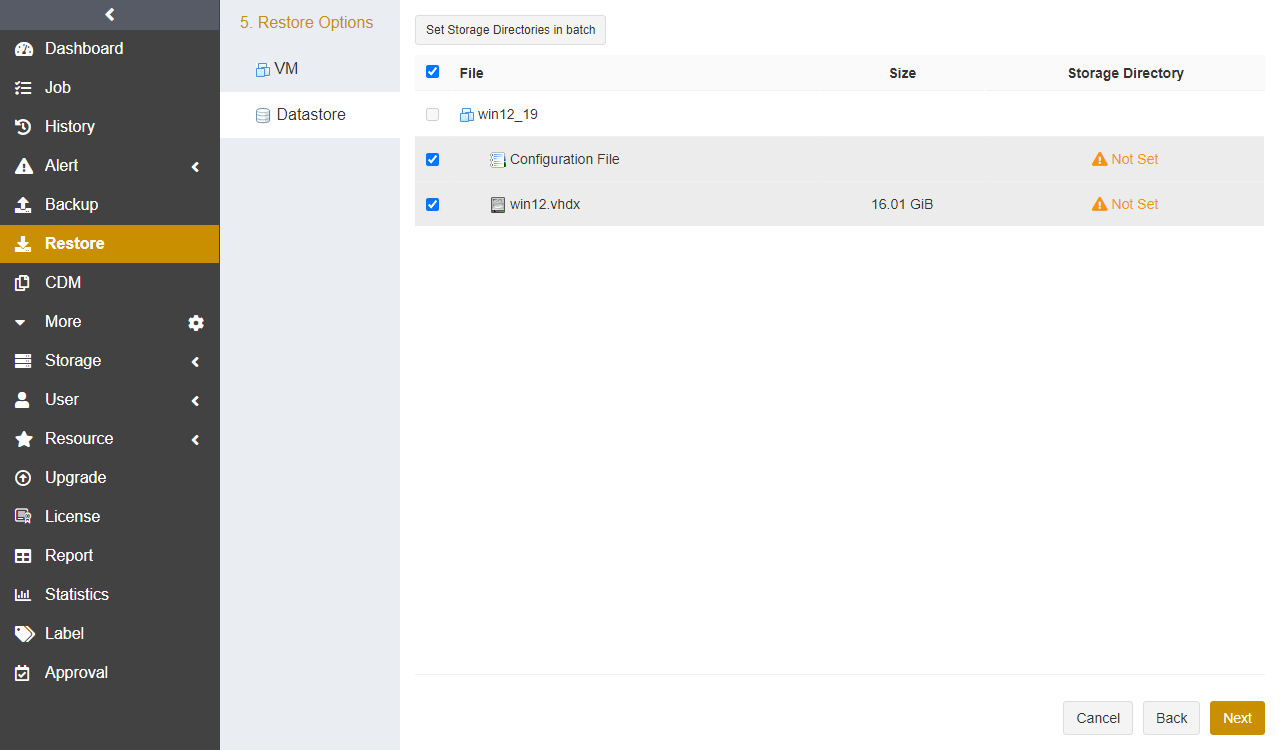 Dashboard
Job
History
Alert
Backup
Restore
CDM
More
Storage
User
Resource
Upgrade
License
Report
Statistics
Label
Approval
5. Restore Options
VM
Datastore
Set Storage Directories in batch
File Size Storage Directory
win12_19
Configuration File Not Set
win12.vhdx 16.01 GiB Not Set
Cancel Back Next